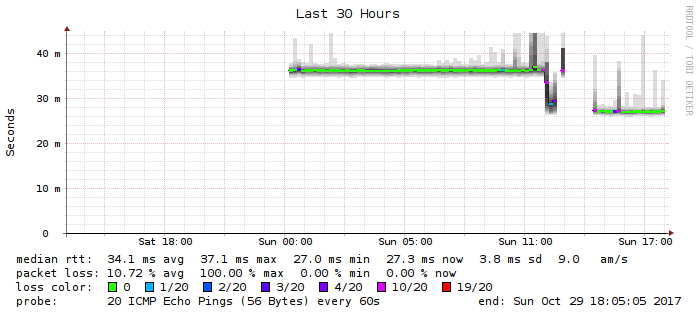 Last 30 Hours
RRDTOOL / TOBI OETIKER
Seconds
40 m
30 m
20 m
10 m
0
Sat 18:00 Sun 00:00 Sun 05:00 Sun 11:00 Sun 17:00
median rtt: 34.1 ms avg 37.1 ms max 27.0 ms min 27.3 ms now 3.8 ms sd 9.0 am/s
packet loss: 10.72 % avg 100.00 % max 0.00 % min 0.00 % now
loss color: 0 1/20 2/20 3/20 4/20 10/20 19/20
probe: 20 ICMP Echo Pings (56 Bytes) every 60s end: Sun Oct 29 18:05:05 2017